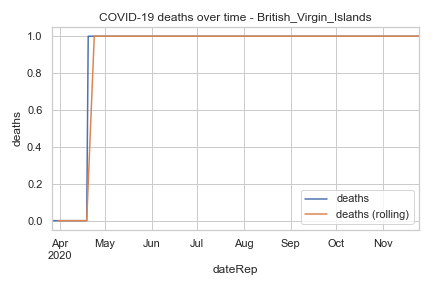 COVID-19 deaths over time - British_Virgin_Islands
deaths
1.0
0.8
0.6
0.4
0.2
0.0
deaths
deaths (rolling)
Apr May Jun Jul Aug Sep Oct Nov
2020
dateRep